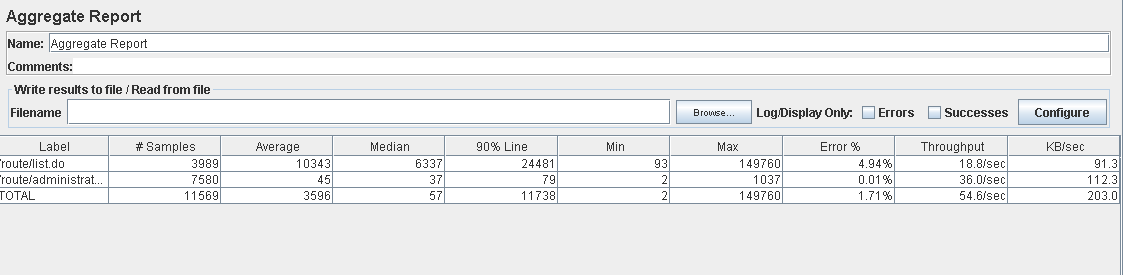 Aggregate Report
Name: Aggregate Report
Comments:
Write results to file / Read from file
Filename Browse... Log/Display Only: Errors Successes Configure
Label # Samples Average Median 90% Line Min Max Error % Throughput KB/sec
/route/list.do 3989 10343 6337 24481 93 149760 4.94% 18.8/sec 91.3
/route/administrat... 7580 45 37 79 2 1037 0.01% 36.0/sec 112.3
TOTAL 11569 3596 57 11738 2 149760 1.71% 54.6/sec 203.0